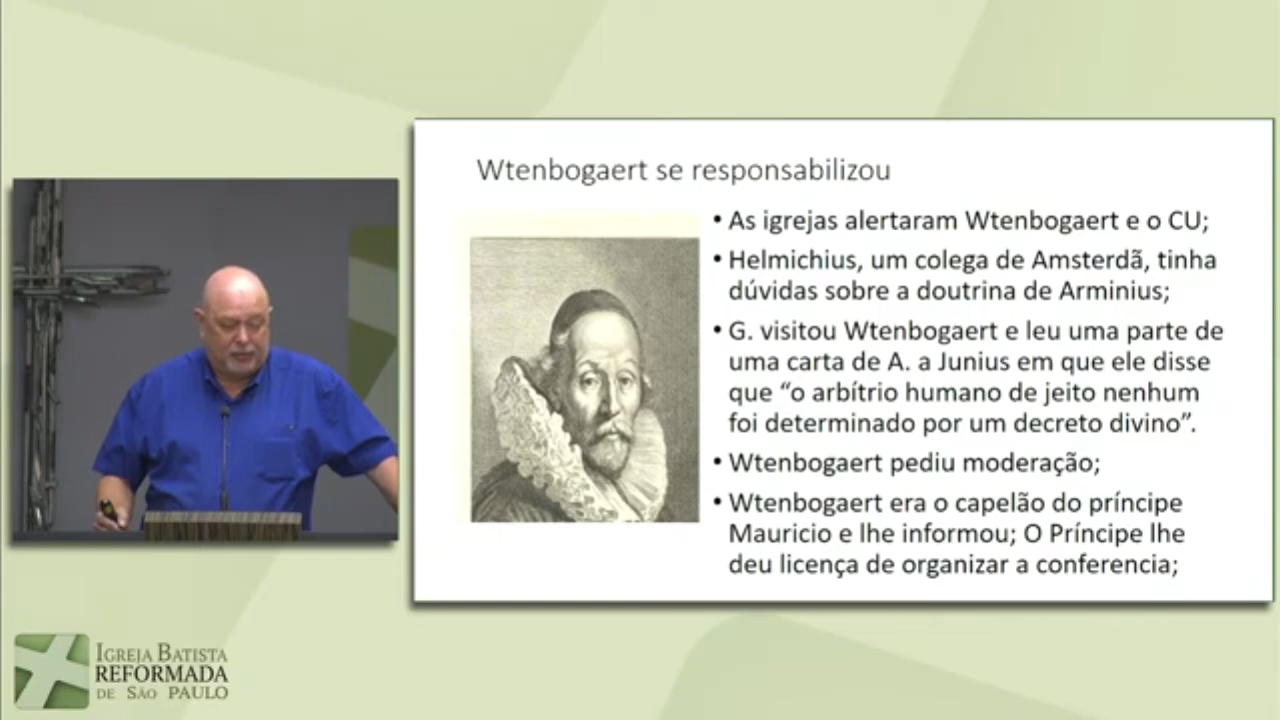 Wtenbogaert se responsabilizou
• As igrejas alertaram Wtenbogaert e o CU;
• Helmichius, um colega de Amsterdã, tinha
dúvidas sobre a doutrina de Arminius;
• G. visitou Wtenbogaert e leu uma parte de
uma carta de A. a Junius em que ele disse
que “o arbítrio humano de jeito nenhum
foi determinado por um decreto divino”.
• Wtenbogaert pediu moderação;
• Wtenbogaert era o capelão do príncipe
Mauricio e lhe informou; O Príncipe lhe
deu licença de organizar a conferencia;
IGREJA BATISTA
REFORMADA
DE SÃO PAULO